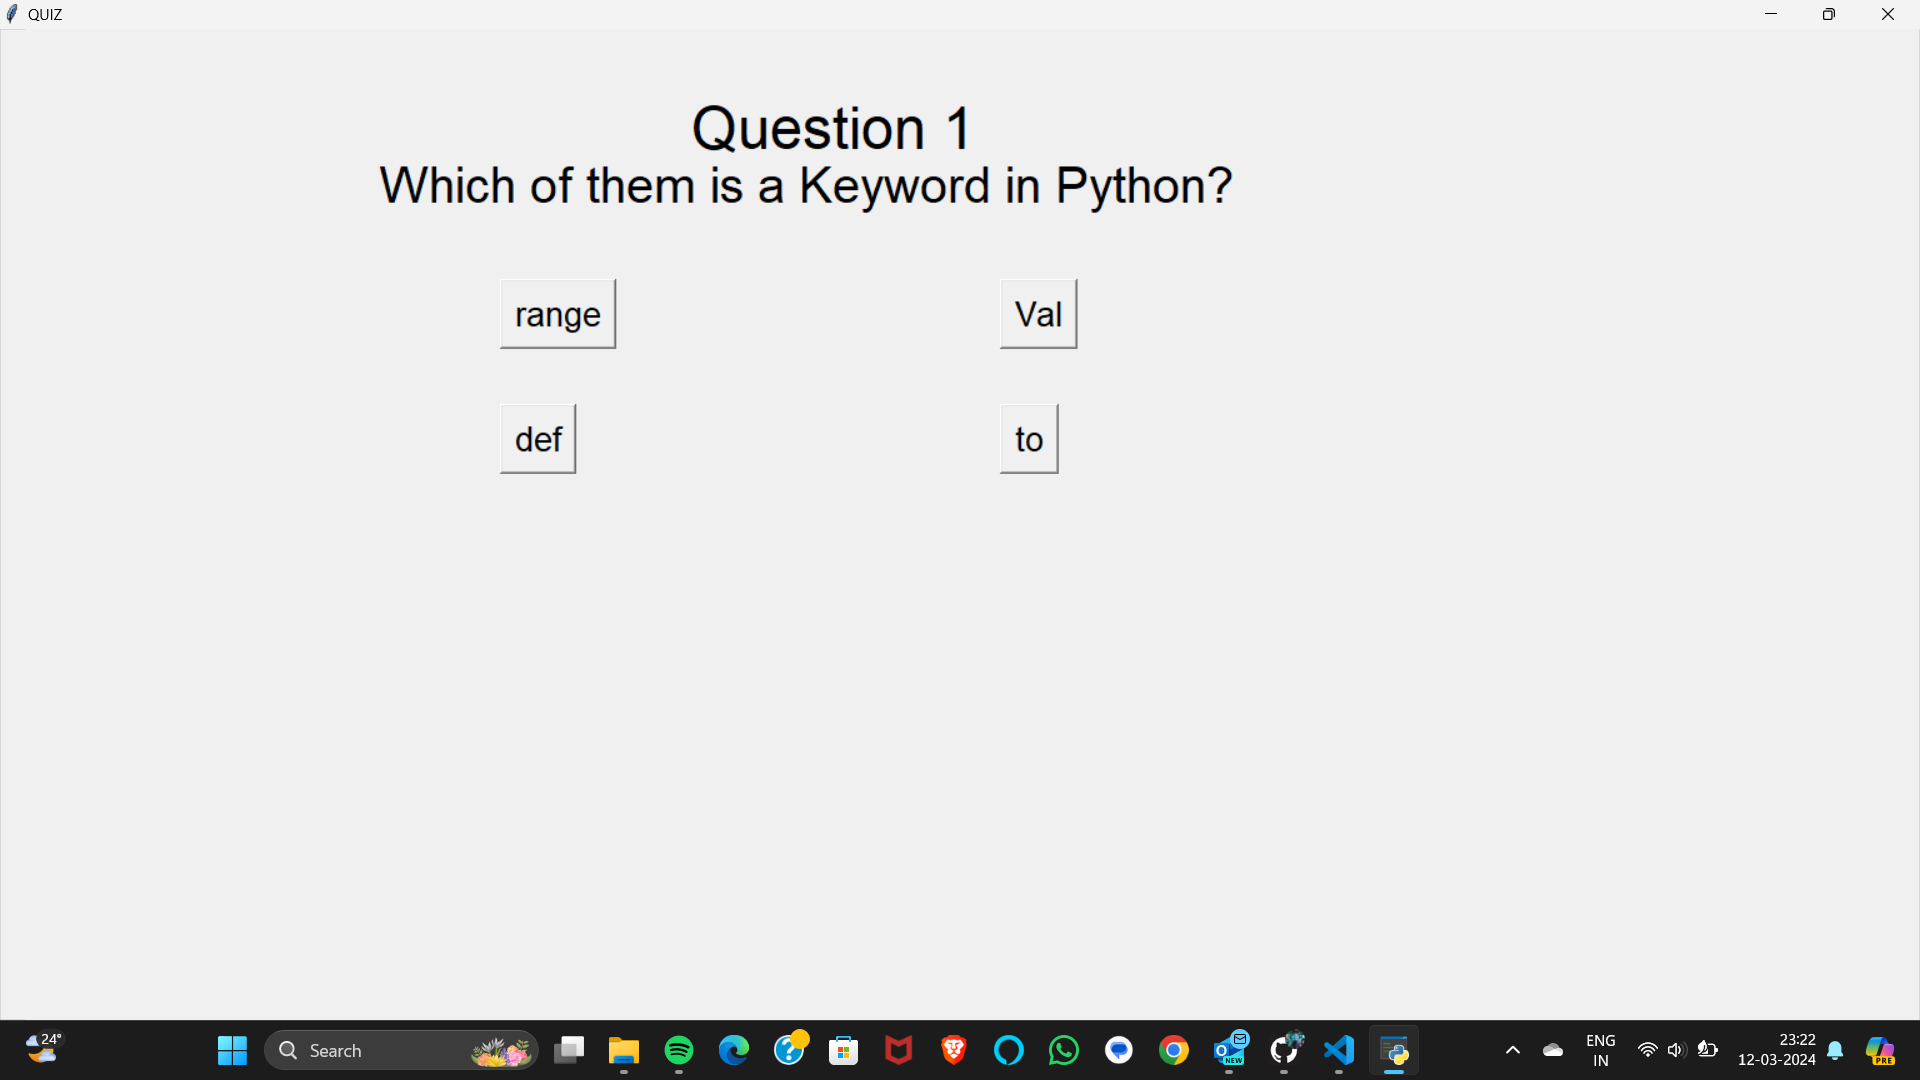 QUIZ
Question 1
Which of them is a Keyword in Python?
range
Val
def
to
24°
Search
NEW
ENG
IN
23:22
12-03-2024
PRE